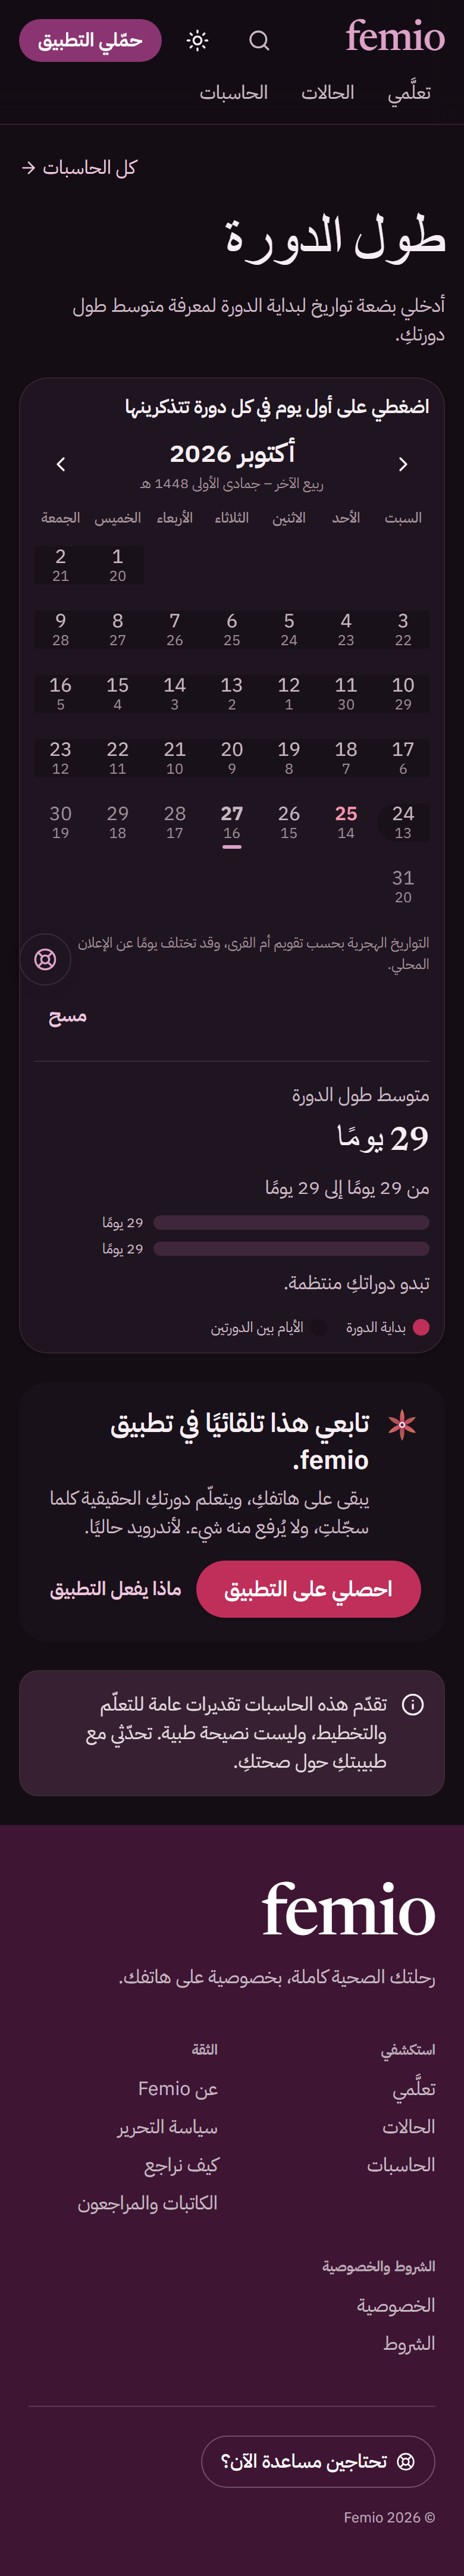 femio
حمّلي التطبيق
تعلَّمي الحالات الحاسبات
كل الحاسبات
طول الدورة
أدخلي بضعة تواريخ لبداية الدورة لمعرفة متوسط طول
دورتكِ.
اضغطي على أول يوم في كل دورة تتذكرينها
أكتوبر 2026
ربيع الآخر – جمادى الأولى 1448 هـ
السبت الأحد الاثنين الثلاثاء الأربعاء الخميس الجمعة
1 2
20 21
3 4 5 6 7 8 9
22 23 24 25 26 27 28
10 11 12 13 14 15 16
29 30 1 2 3 4 5
17 18 19 20 21 22 23
6 7 8 9 10 11 12
24 25 26 27 28 29 30
13 14 15 16 17 18 19
31
20
التواريخ الهجرية بحسب تقويم أم القرى، وقد تختلف يومًا عن الإعلان
المحلي.
مسح
متوسط طول الدورة
29 يومًا
من 29 يومًا إلى 29 يومًا
29 يومًا
29 يومًا
تبدو دوراتكِ منتظمة.
بداية الدورة الأيام بين الدورتين
تابعي هذا تلقائيًا في تطبيق
femio.
يبقى على هاتفكِ، ويتعلّم دورتكِ الحقيقية كلما
سجّلتِ، ولا يُرفع منه شيء. لأندرويد حاليًا.
احصلي على التطبيق ماذا يفعل التطبيق
تقدّم هذه الحاسبات تقديرات عامة للتعلّم
والتخطيط، وليست نصيحة طبية. تحدّثي مع
طبيبتكِ حول صحتكِ.
femio
رحلتك الصحية كاملة، بخصوصية على هاتفك.
استكشفي
تعلَّمي
الحالات
الحاسبات
الثقة
عن Femio
سياسة التحرير
كيف نراجع
الكاتبات والمراجعون
الشروط والخصوصية
الخصوصية
الشروط
تحتاجين مساعدة الآن؟
© 2026 Femio